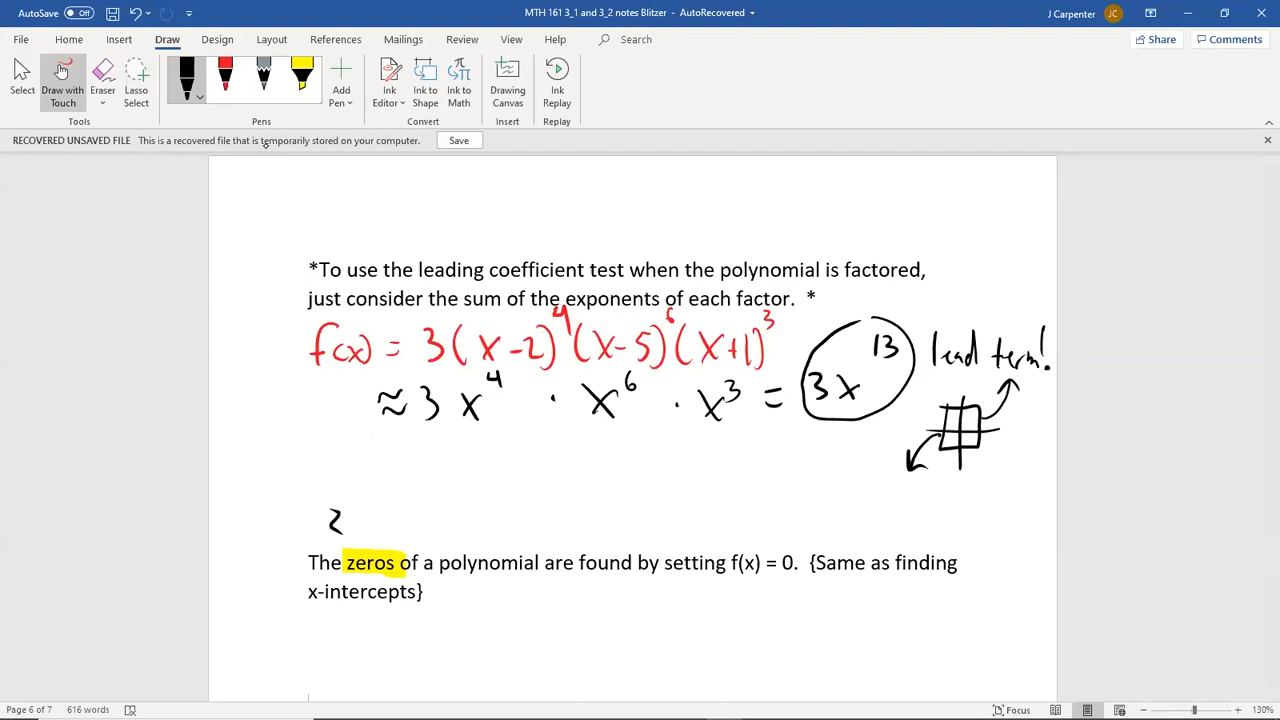 AutoSave Off MTH 161 3_1 and 3_2 notes Blitzer - AutoRecovered J Carpenter JC
File Home Insert Draw Design Layout References Mailings Review View Help Search Share Comments
Select Draw with Touch Eraser Lasso Select Add Pen Ink Editor Ink to Shape Ink to Math Drawing Canvas Ink Replay
Tools Pens Convert Insert Replay
RECOVERED UNSAVED FILE This is a recovered file that is temporarily stored on your computer. Save
*To use the leading coefficient test when the polynomial is factored,
just consider the sum of the exponents of each factor. *
f(x) = 3(x-2)⁴(x-5)⁶(x+1)³
≈ 3x⁴ · x⁶ · x³ = 3x¹³ lead term!
2
The zeros of a polynomial are found by setting f(x) = 0. {Same as finding
x-intercepts}
Page 6 of 7 616 words Focus 130%